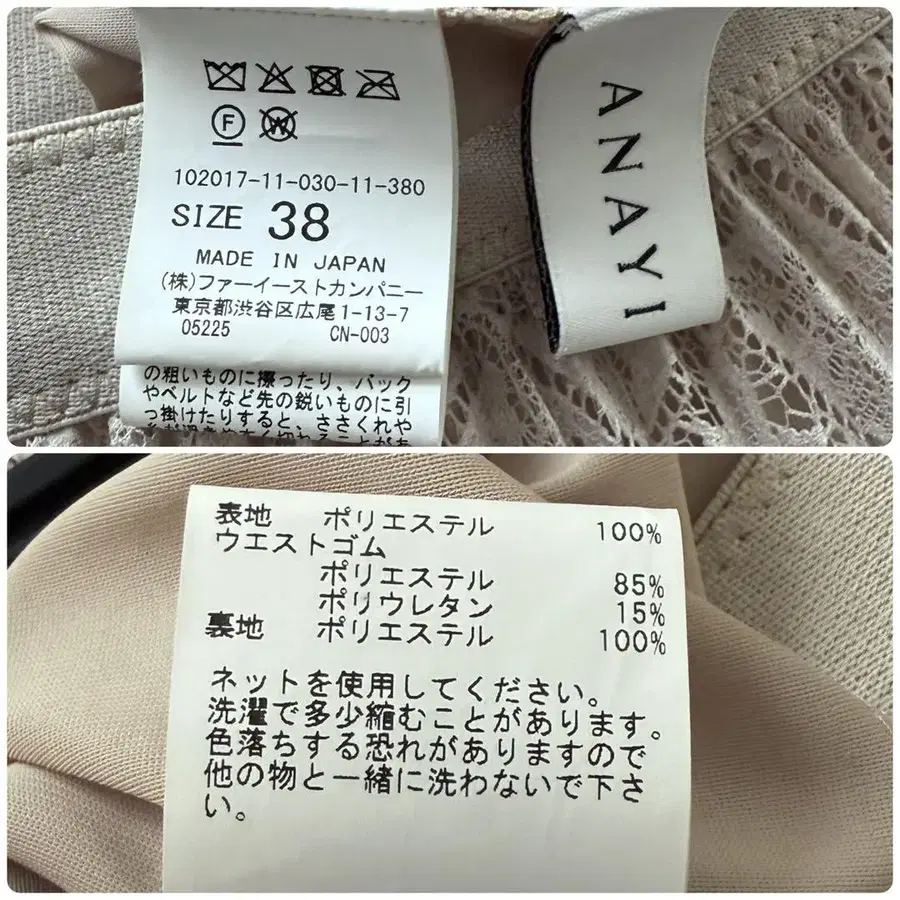 F
W
102017-11-030-11-380
SIZE 38
MADE IN JAPAN
(株)ファーイーストカンパニー
東京都渋谷区広尾1-13-7
05225 CN-003
の粗いものに擦ったり、バック
やベルトなど先の鋭いものに引
っ掛けたりすると、ささくれや
ANAYI
表地 ポリエステル 100%
ウエストゴム
ポリエステル 85%
ポリウレタン 15%
裏地 ポリエステル 100%
ネットを使用してください。
洗濯で多少縮むことがあります。
色落ちする恐れがありますので
他の物と一緒に洗わないで下さ
い。